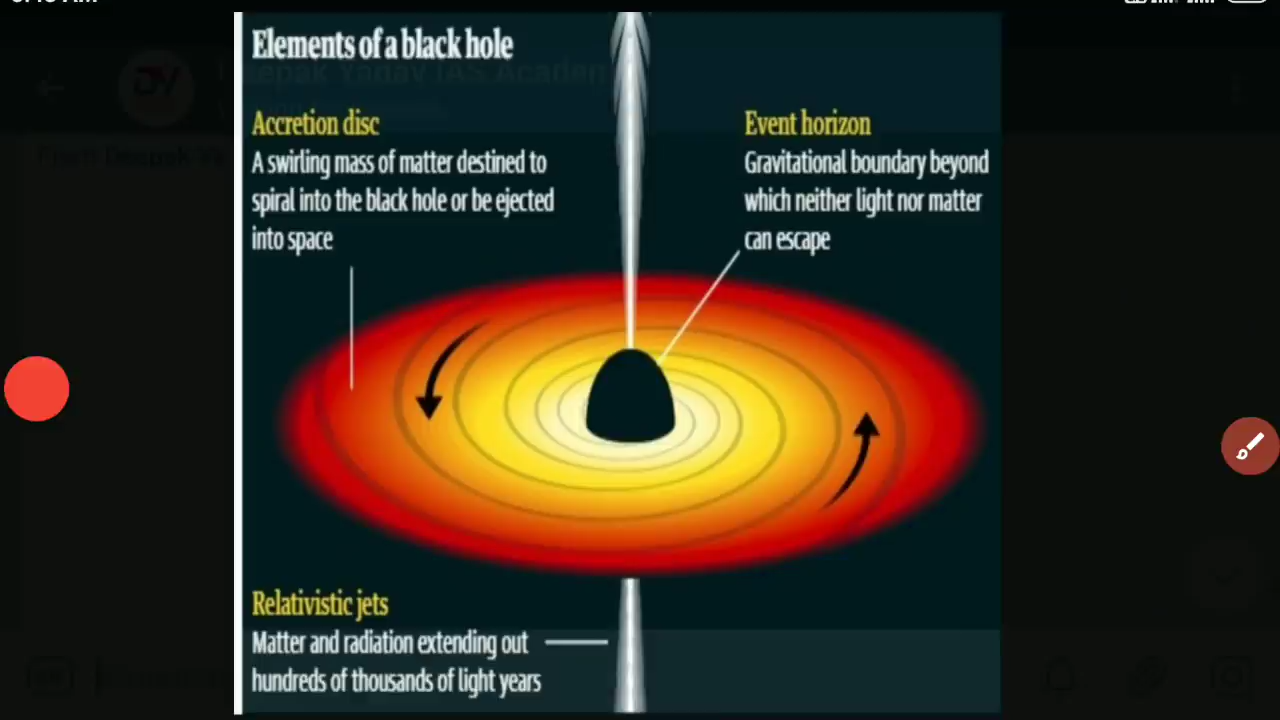 Elements of a black hole
Accretion disc
A swirling mass of matter destined to
spiral into the black hole or be ejected
into space
Event horizon
Gravitational boundary beyond
which neither light nor matter
can escape
Relativistic jets
Matter and radiation extending out
hundreds of thousands of light years